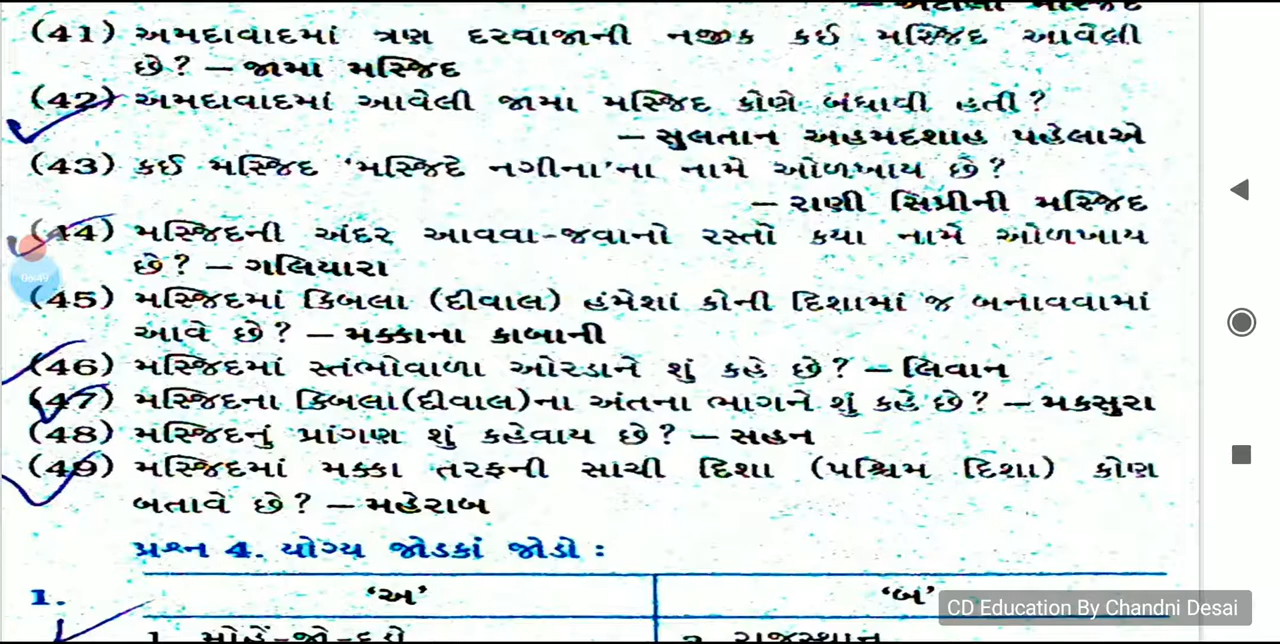 (41) અમદાવાદમાં ત્રણ દરવાજાની નજીક કઈ મસ્જિદ આવેલી
છે? – જામા મસ્જિદ
(42) અમદાવાદમાં આવેલી જામા મસ્જિદ કોણે બંધાવી હતી?
– સુલતાન અહમદશાહ પહેલાએ
(43) કઈ મસ્જિદ ‘મસ્જિદે નગીના’ના નામે ઓળખાય છે?
– રાણી સિપ્રીની મસ્જિદ
(44) મસ્જિદની અંદર આવવા-જવાનો રસ્તો કયા નામે ઓળખાય
છે? – ગલિયારા
(45) મસ્જિદમાં કિબલા (દીવાલ) હંમેશાં કોની દિશામાં જ બનાવવામાં
આવે છે? – મક્કાના કાબાની
(46) મસ્જિદમાં સ્તંભોવાળા ઓરડાને શું કહે છે? – લિવાન
(47) મસ્જિદના કિબલા(દીવાલ)ના અંતના ભાગને શું કહે છે? – મકસુરા
(48) મસ્જિદનું પ્રાંગણ શું કહેવાય છે? – સહન
(49) મસ્જિદમાં મક્કા તરફની સાચી દિશા (પશ્ચિમ દિશા) કોણ
બતાવે છે? – મહેરાબ
પ્રશ્ન 4. યોગ્ય જોડકાં જોડો :
1. ‘અ’ ‘બ’
CD Education By Chandni Desai